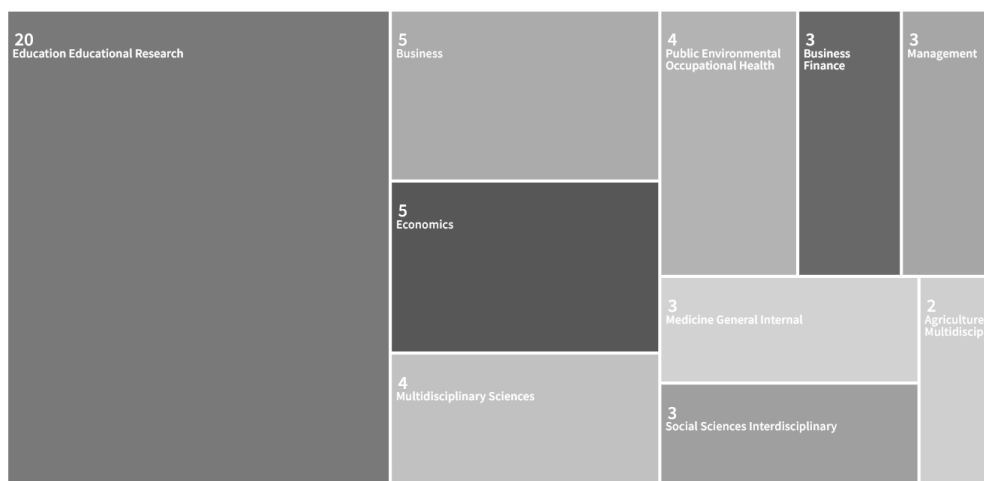 20
Education Educational Research
5
Business
5
Economics
4
Multidisciplinary Sciences
4
Public Environmental
Occupational Health
3
Business
Finance
3
Management
3
Medicine General Internal
3
Social Sciences Interdisciplinary
2
Agriculture